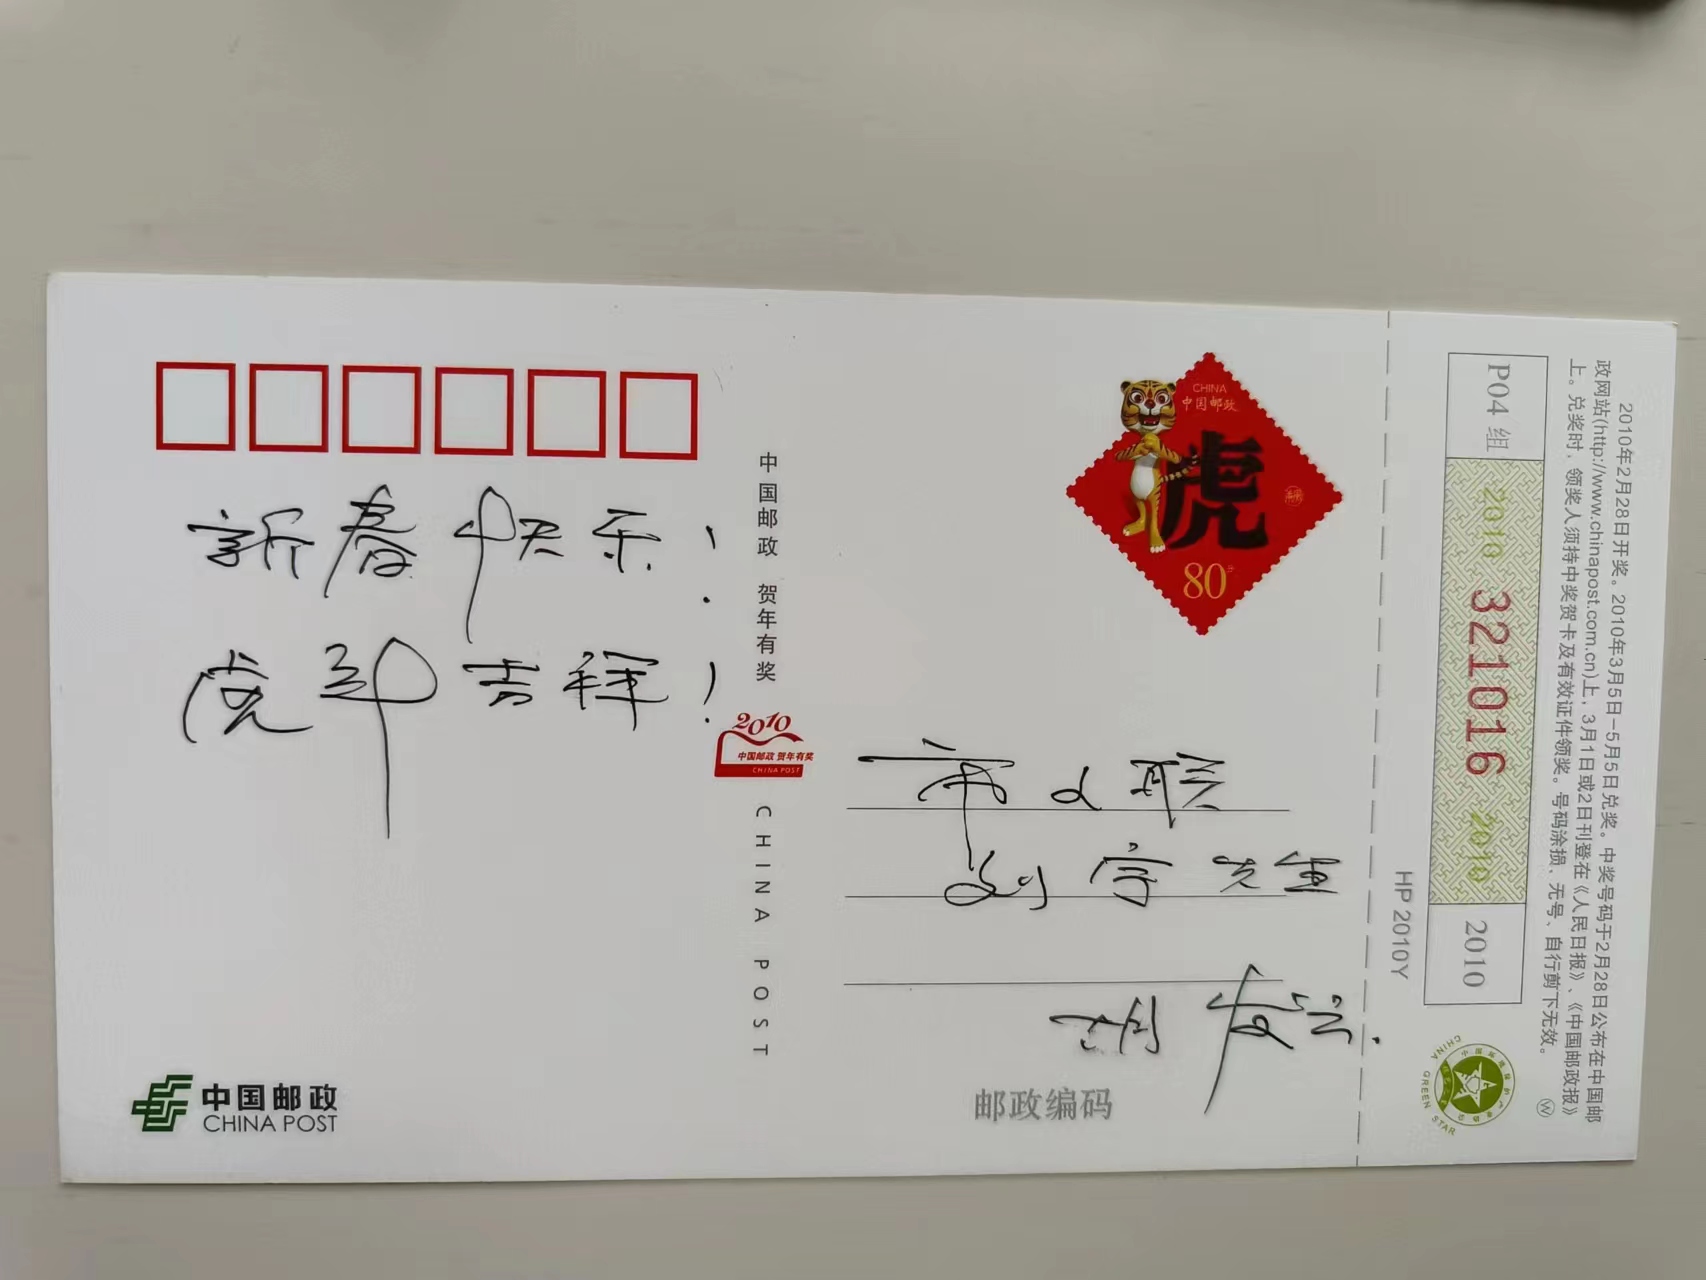 新春快乐！
虎年吉祥！
中国邮政 贺年有奖
2010
中国邮政 贺年有奖
CHINA POST
CHINA POST
中国邮政
CHINA POST
CHINA
中国邮政
虎
80分
市文联
刘宇先生
胡发云.
邮政编码
HP 2010Y
P04 组
2010 321016 2010
2010
2010年2月28日开奖。2010年3月5日-5月5日兑奖。中奖号码于2月28日公布在中国邮
政网站(http://www.chinapost.com.cn)上，3月1日或2日刊登在《人民日报》、《中国邮政报》
上。兑奖时，领奖人须持中奖贺卡及有效证件领奖。号码涂损、无号、自行剪下无效。
W
CHINA GREEN STAR